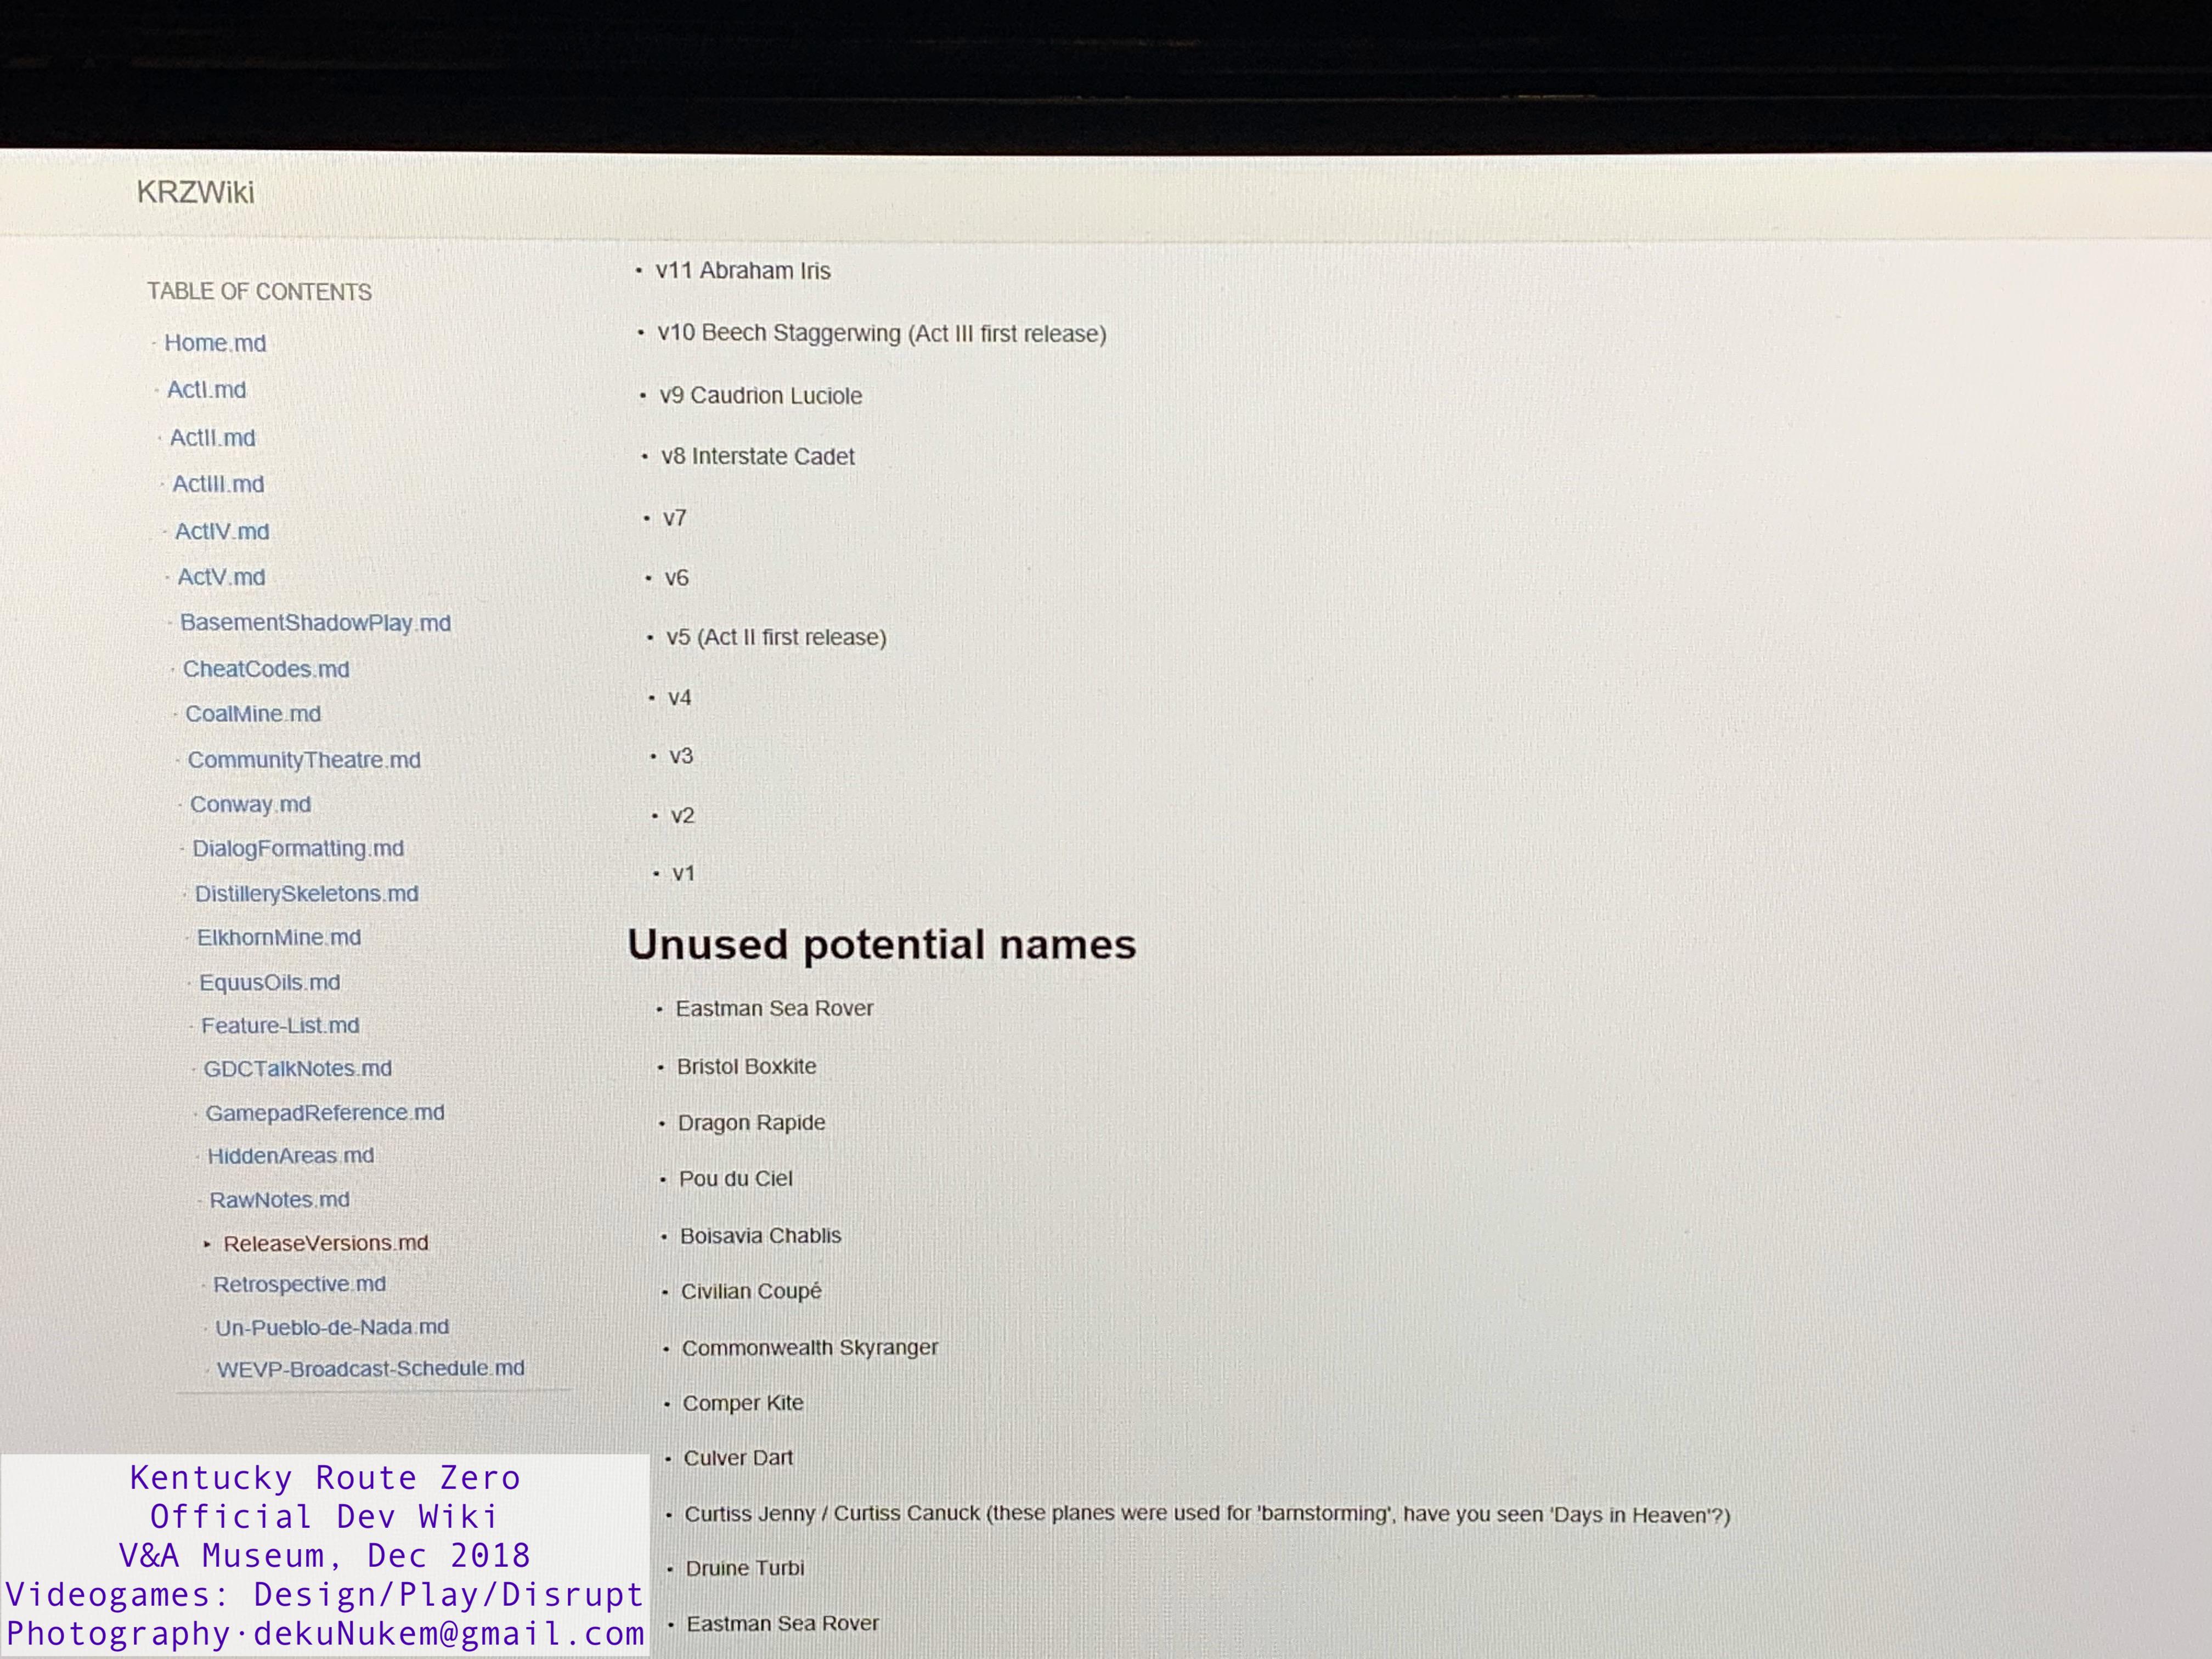 KRZWiki
TABLE OF CONTENTS
Home.md
ActI.md
ActII.md
ActIII.md
ActIV.md
ActV.md
BasementShadowPlay.md
CheatCodes.md
CoalMine.md
CommunityTheatre.md
Conway.md
DialogFormatting.md
DistillerySkeletons.md
ElkhornMine.md
EquusOils.md
Feature-List.md
GDCTalkNotes.md
GamepadReference.md
HiddenAreas.md
RawNotes.md
ReleaseVersions.md
Retrospective.md
Un-Pueblo-de-Nada.md
WEVP-Broadcast-Schedule.md
• v11 Abraham Iris
• v10 Beech Staggerwing (Act III first release)
• v9 Caudrion Luciole
• v8 Interstate Cadet
• v7
• v6
• v5 (Act II first release)
• v4
• v3
• v2
• v1
Unused potential names
• Eastman Sea Rover
• Bristol Boxkite
• Dragon Rapide
• Pou du Ciel
• Boisavia Chablis
• Civilian Coupé
• Commonwealth Skyranger
• Comper Kite
• Culver Dart
• Curtiss Jenny / Curtiss Canuck (these planes were used for 'barnstorming', have you seen 'Days in Heaven'?)
• Druine Turbi
• Eastman Sea Rover
Kentucky Route Zero
Official Dev Wiki
V&A Museum, Dec 2018
Videogames: Design/Play/Disrupt
Photography·dekuNukem@gmail.com